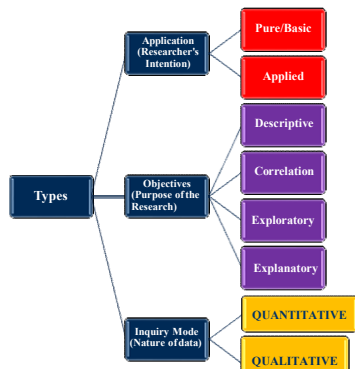 Types
Application
(Researcher's
Intention)
Pure/Basic
Applied
Objectives
(Purpose of the
Research)
Descriptive
Correlation
Exploratory
Explanatory
Inquiry Mode
(Nature of data)
QUANTITATIVE
QUALITATIVE